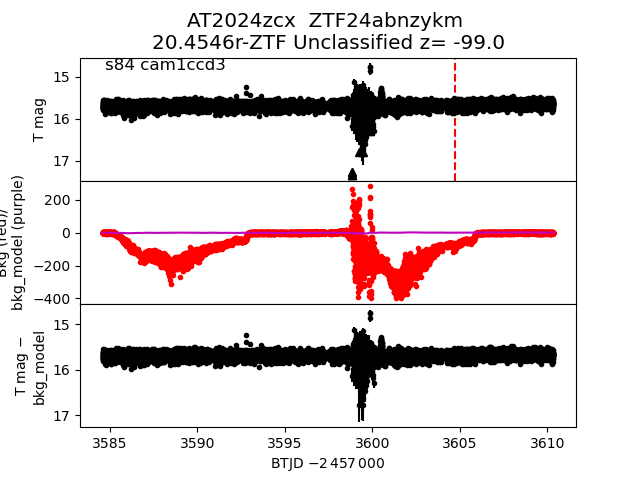 AT2024zcx ZTF24abnzykm
20.4546r-ZTF Unclassified z= -99.0
s84 cam1ccd3
T mag
15
16
17
Bkg (red)/
bkg_model (purple)
200
0
−200
−400
T mag −
bkg_model
15
16
17
3585 3590 3595 3600 3605 3610
BTJD −2 457 000